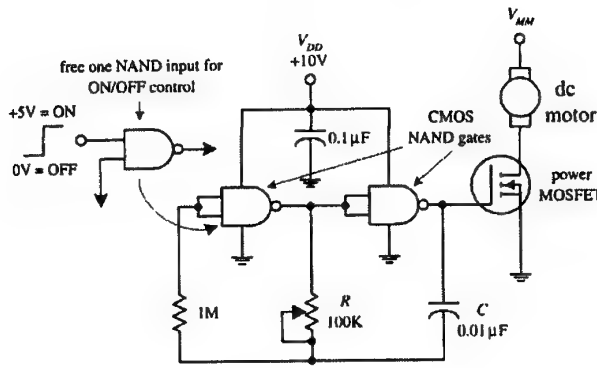 V_MM
V_DD
+10V
free one NAND input for
ON/OFF control
+5V = ON
0V = OFF
0.1µF
CMOS
NAND gates
dc
motor
power
MOSFET
1M
R
100K
C
0.01µF